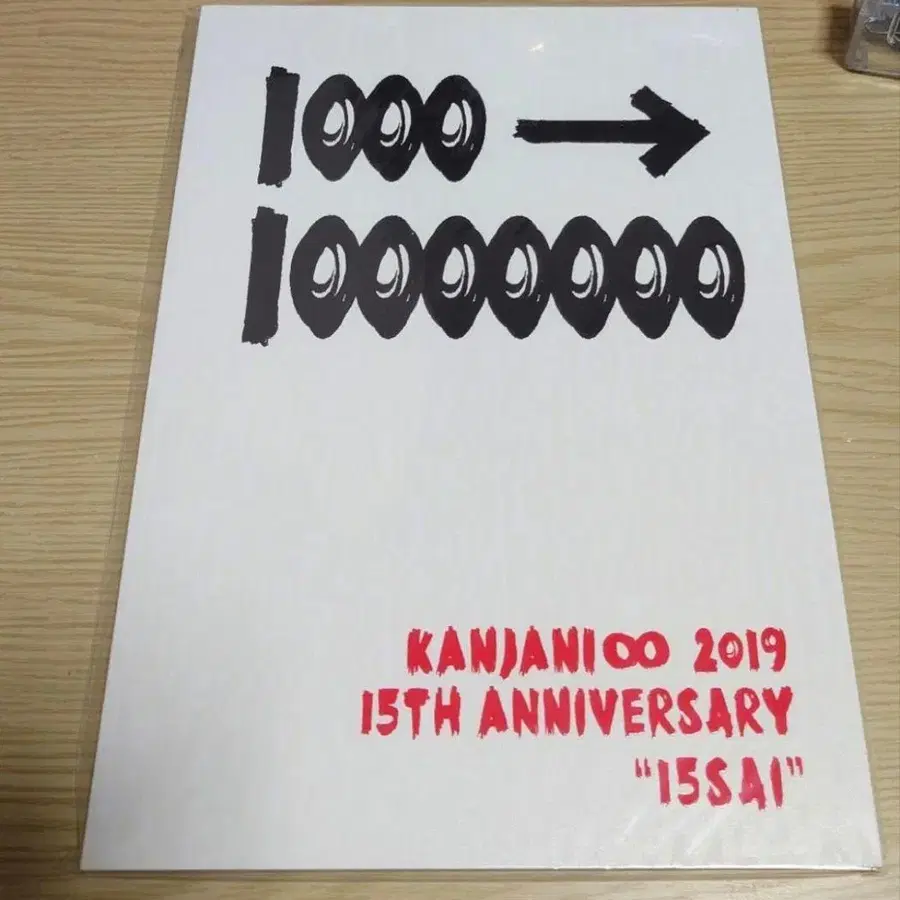 1000 →
10000000
KANJANI∞ 2019
15TH ANNIVERSARY
“15SAI”